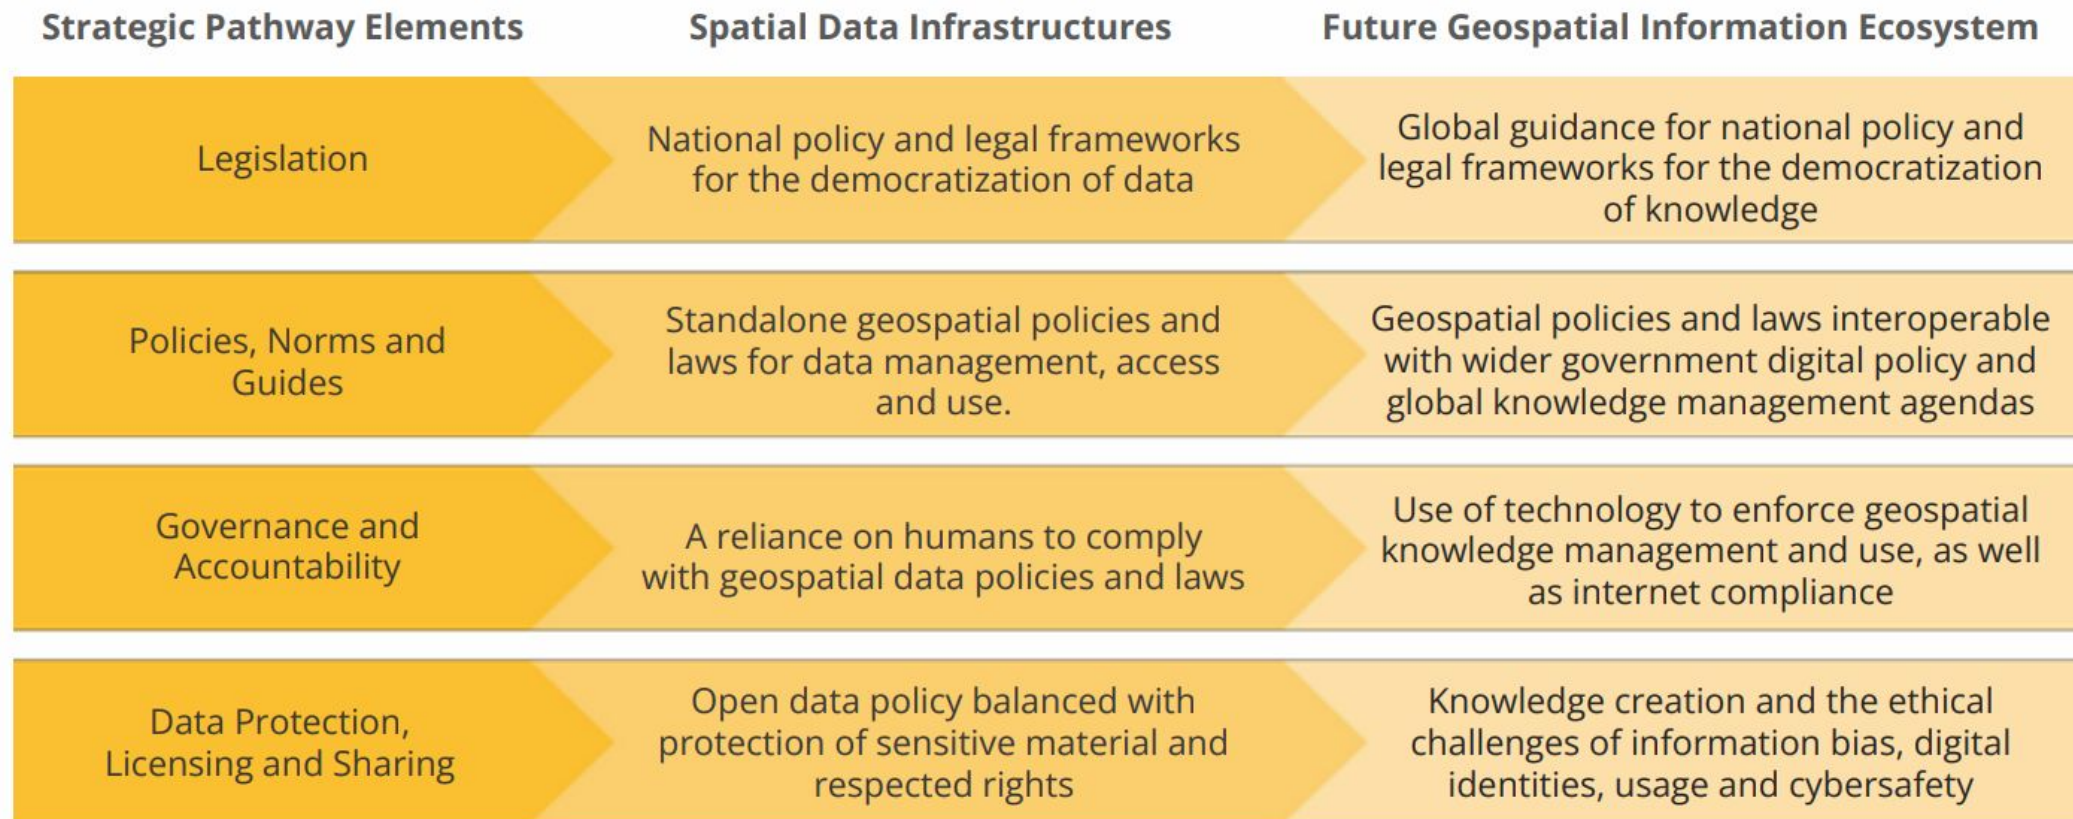 Strategic Pathway Elements
Spatial Data Infrastructures
Future Geospatial Information Ecosystem
Legislation
National policy and legal frameworks
for the democratization of data
Global guidance for national policy and
legal frameworks for the democratization
of knowledge
Policies, Norms and
Guides
Standalone geospatial policies and
laws for data management, access
and use.
Geospatial policies and laws interoperable
with wider government digital policy and
global knowledge management agendas
Governance and
Accountability
A reliance on humans to comply
with geospatial data policies and laws
Use of technology to enforce geospatial
knowledge management and use, as well
as internet compliance
Data Protection,
Licensing and Sharing
Open data policy balanced with
protection of sensitive material and
respected rights
Knowledge creation and the ethical
challenges of information bias, digital
identities, usage and cybersafety